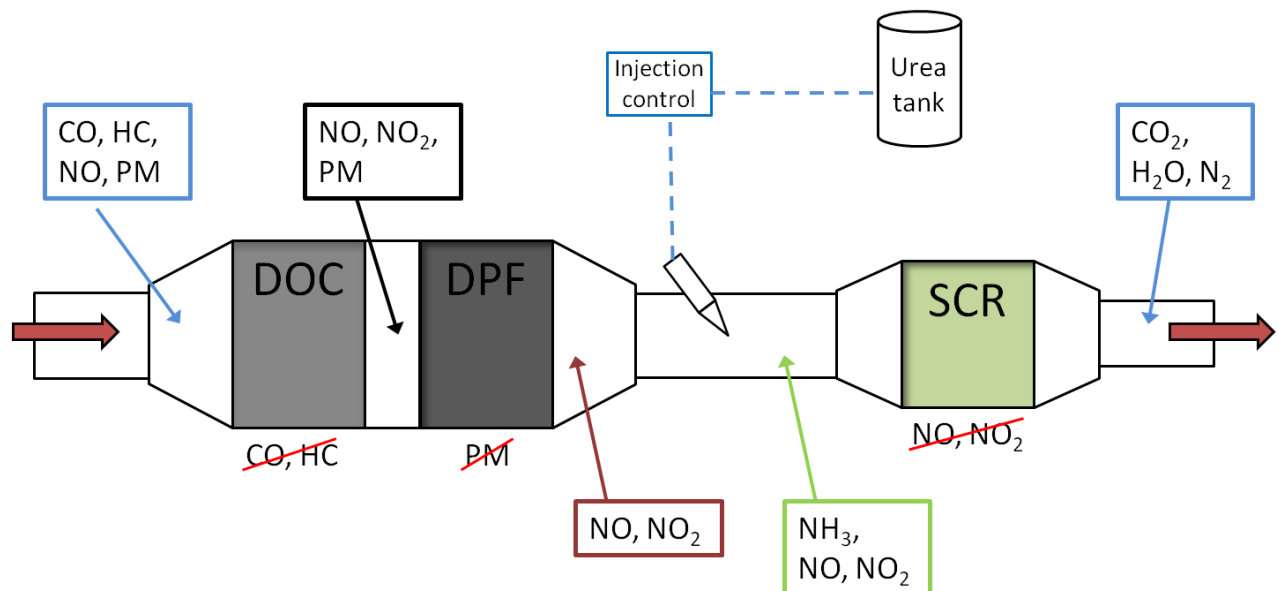 Injection
control
Urea
tank
CO, HC,
NO, PM
NO, NO₂,
PM
CO₂,
H₂O, N₂
DOC
DPF
SCR
CO, HC
PM
NO, NO₂
NO, NO₂
NH₃,
NO, NO₂